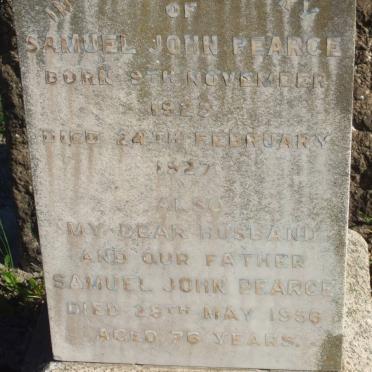 OF
SAMUEL JOHN PEARCE
BORN 9TH NOVEMBER
DIED 24TH FEBRUARY
1927
ALSO
MY DEAR HUSBAND
AND OUR FATHER
SAMUEL JOHN PEARCE
DIED 28TH MAY 1956
AGED 76 YEARS.